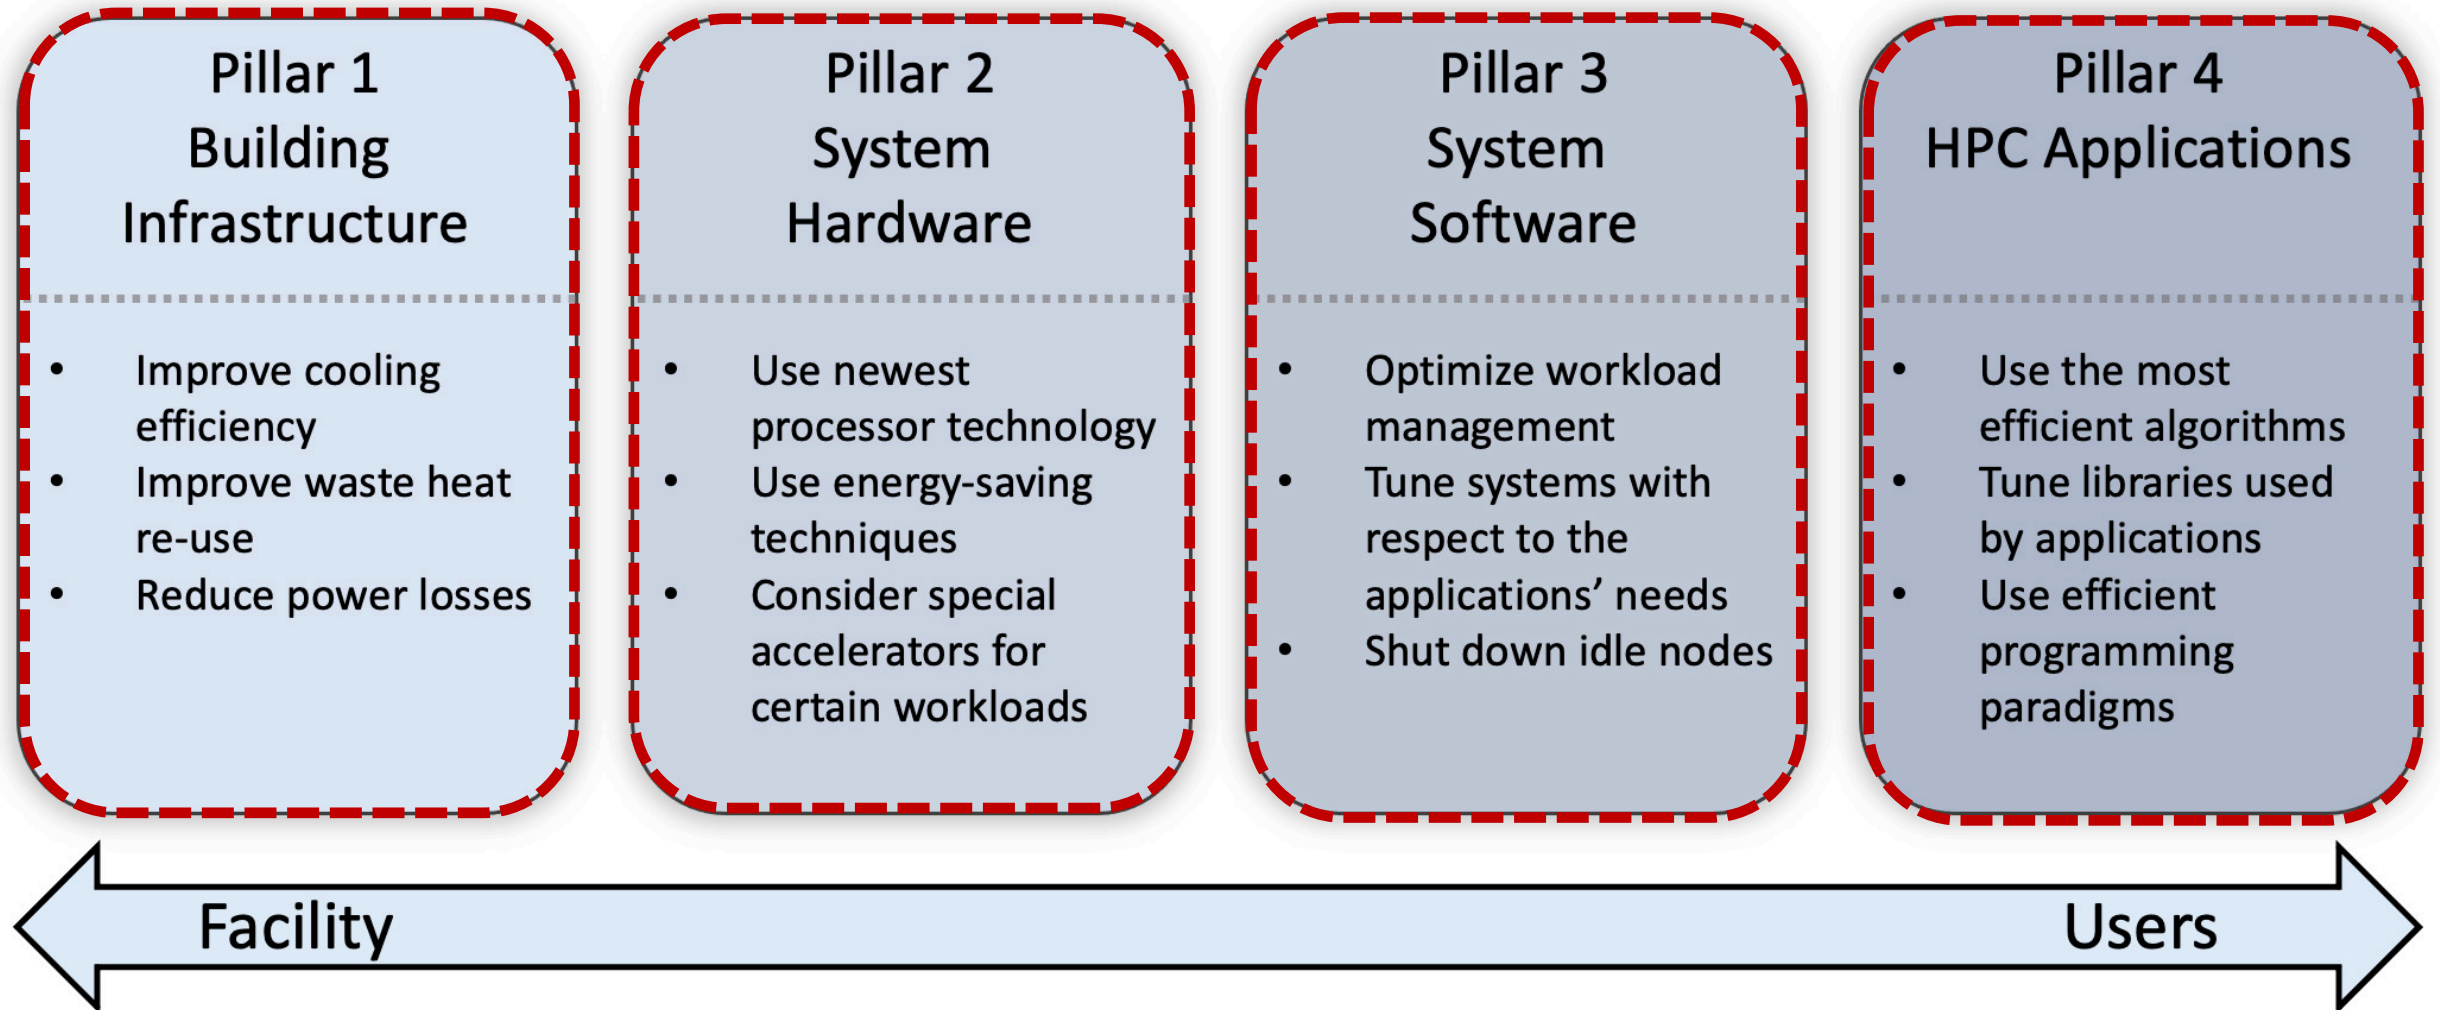 Pillar 1
Building
Infrastructure
• Improve cooling
efficiency
• Improve waste heat
re-use
• Reduce power losses
Pillar 2
System
Hardware
• Use newest
processor technology
• Use energy-saving
techniques
• Consider special
accelerators for
certain workloads
Pillar 3
System
Software
• Optimize workload
management
• Tune systems with
respect to the
applications’ needs
• Shut down idle nodes
Pillar 4
HPC Applications
• Use the most
efficient algorithms
• Tune libraries used
by applications
• Use efficient
programming
paradigms
Facility
Users